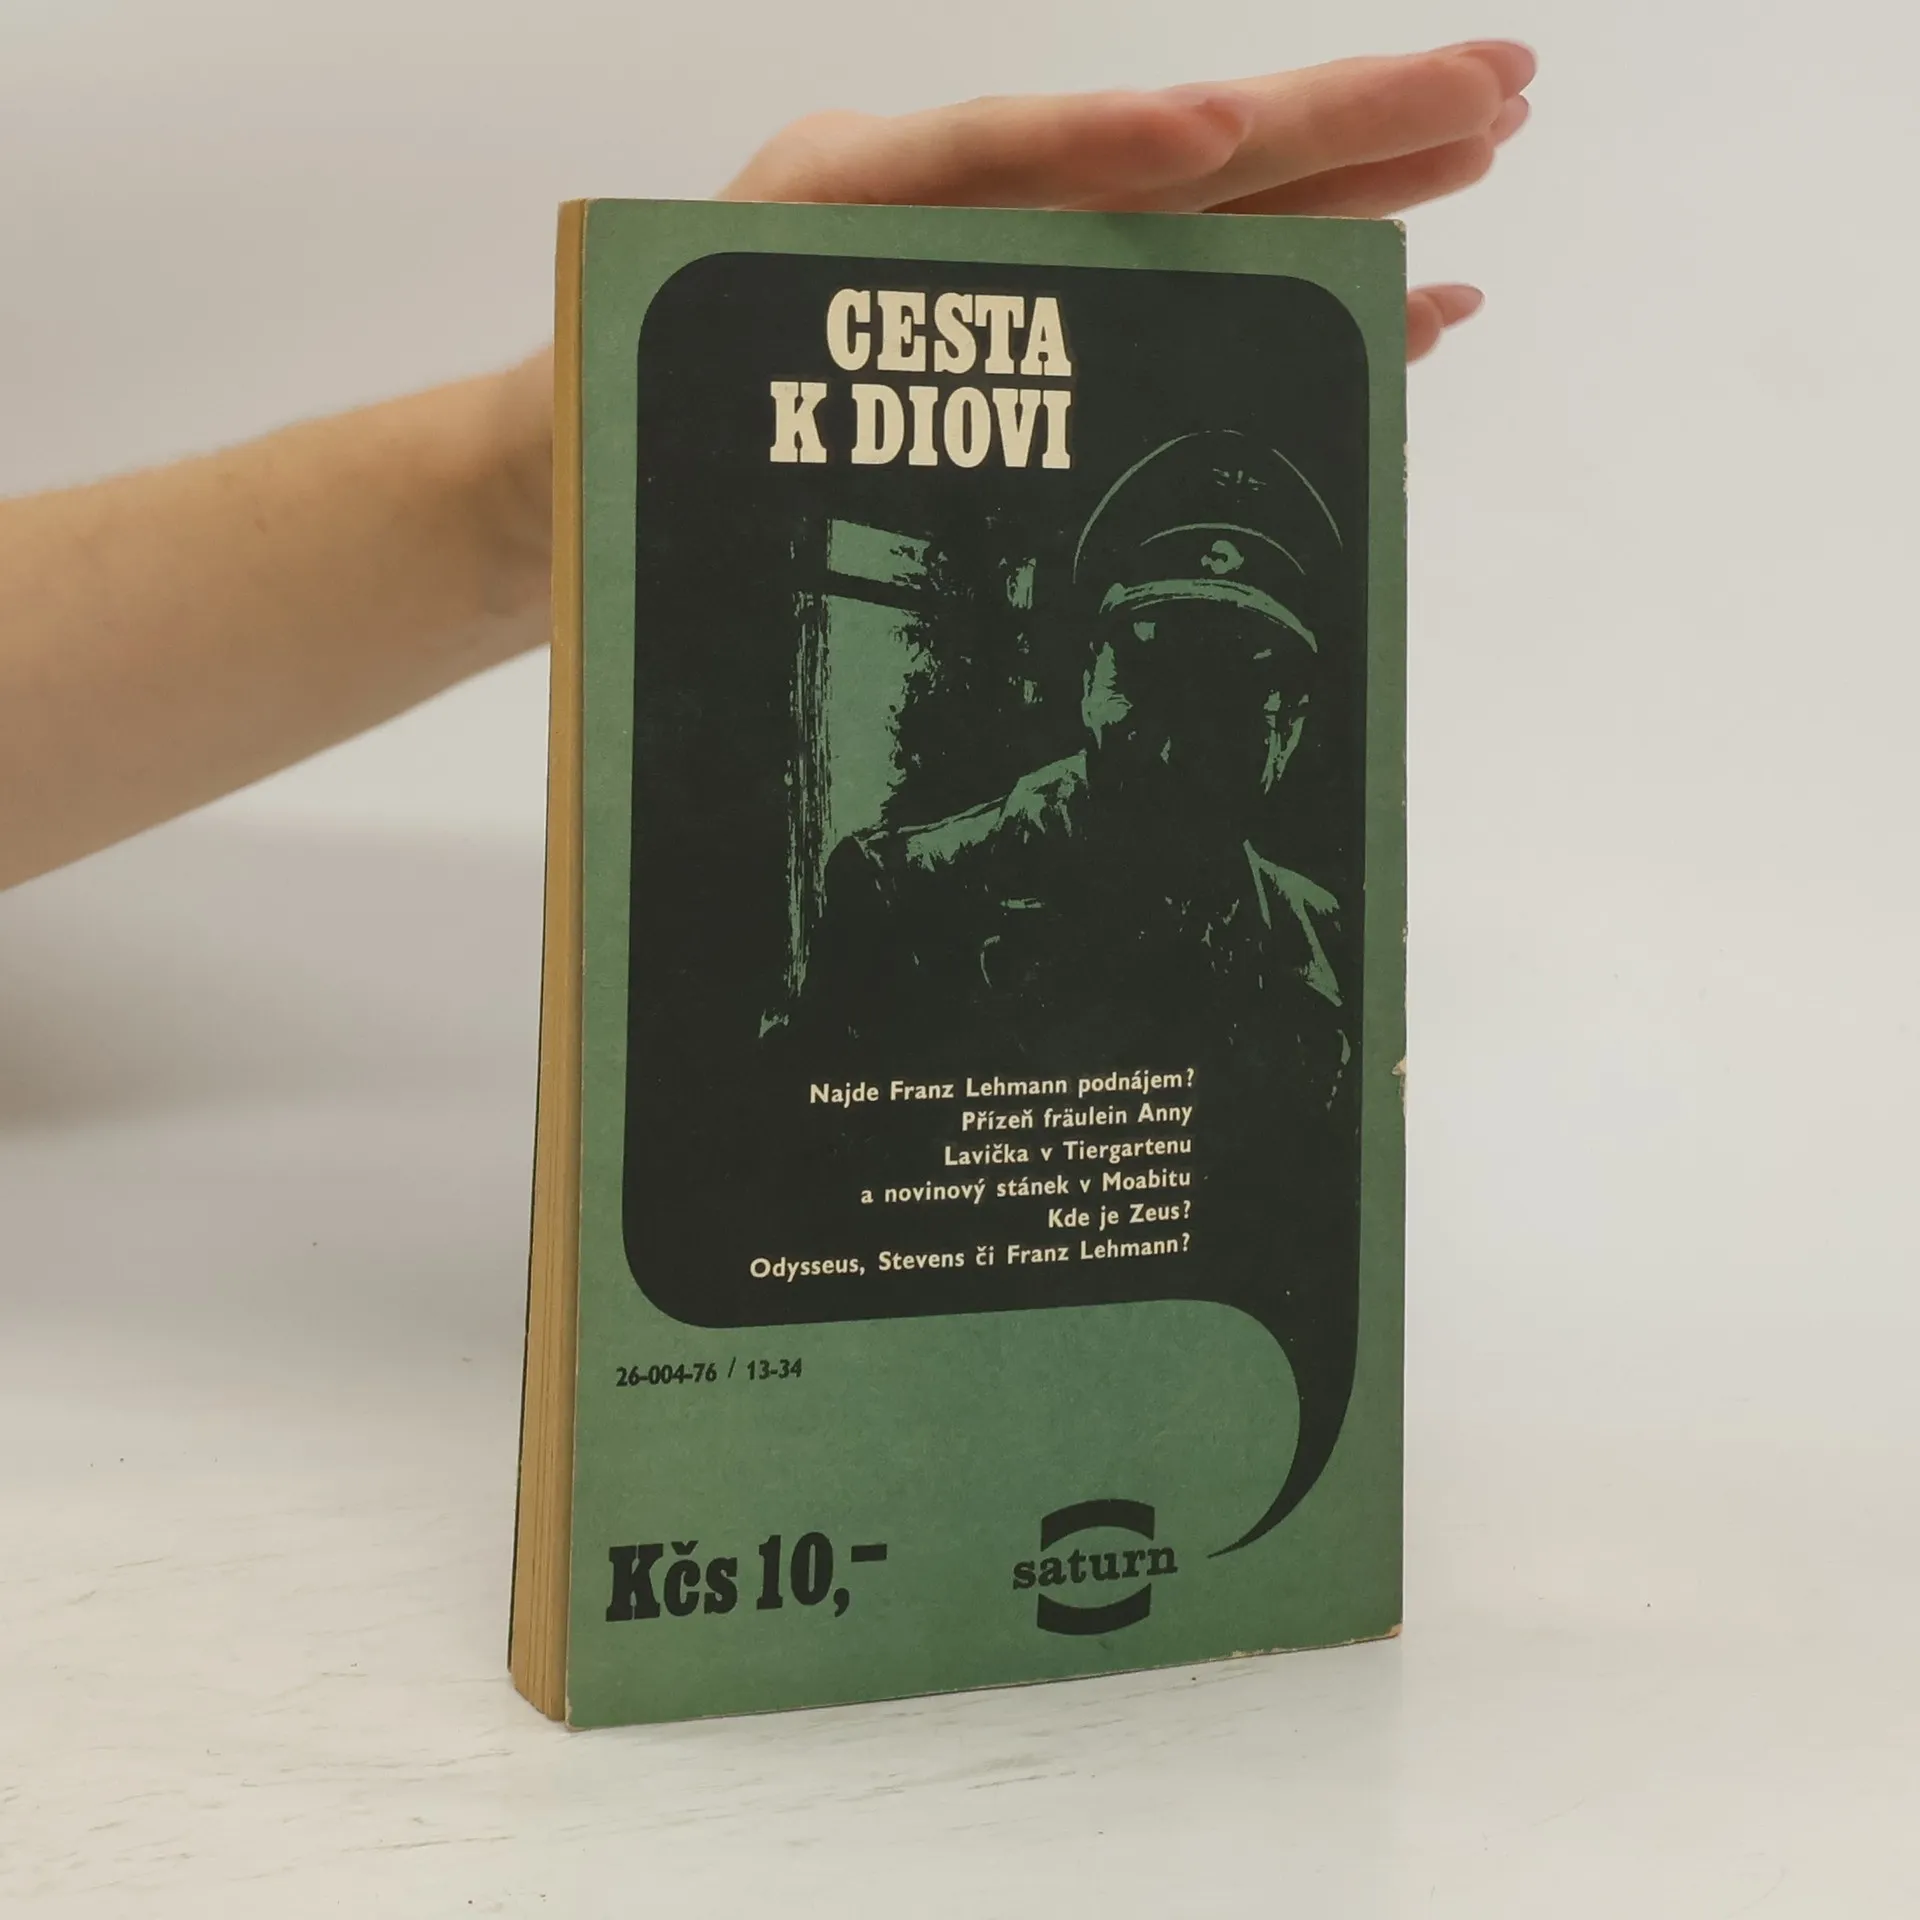 CESTA
K DIOVI
Najde Franz Lehmann podnájem?
Přízeň fräulein Anny
Lavička v Tiergartenu
a novinový stánek v Moabitu
Kde je Zeus?
Odysseus, Stevens či Franz Lehmann?
26-004-76 / 13-34
Kčs 10,-
saturn